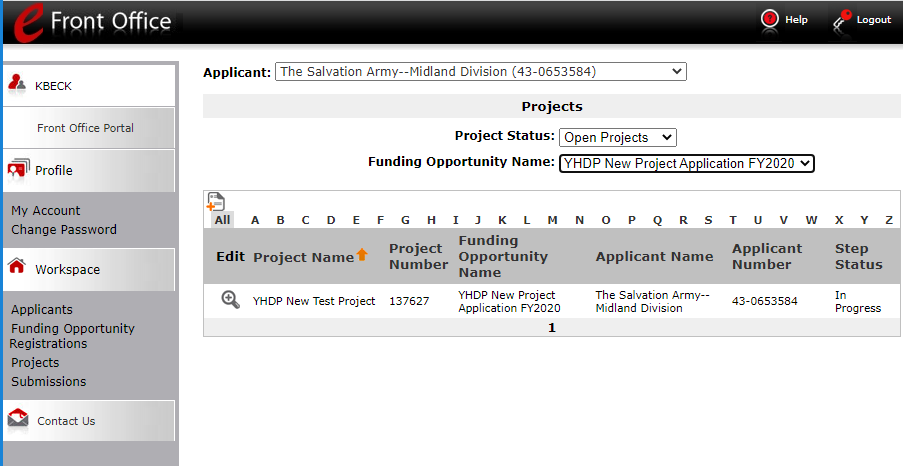 e Front Office
Help
Logout
KBECK
Front Office Portal
Profile
My Account
Change Password
Workspace
Applicants
Funding Opportunity
Registrations
Projects
Submissions
Contact Us
Applicant: The Salvation Army--Midland Division (43-0653584)
Projects
Project Status: Open Projects
Funding Opportunity Name: YHDP New Project Application FY2020
All A B C D E F G H I J K L M N O P Q R S T U V W X Y Z
Edit Project Name Project Number Funding Opportunity Name Applicant Name Applicant Number Step Status
YHDP New Test Project 137627 YHDP New Project Application FY2020 The Salvation Army--Midland Division 43-0653584 In Progress
1